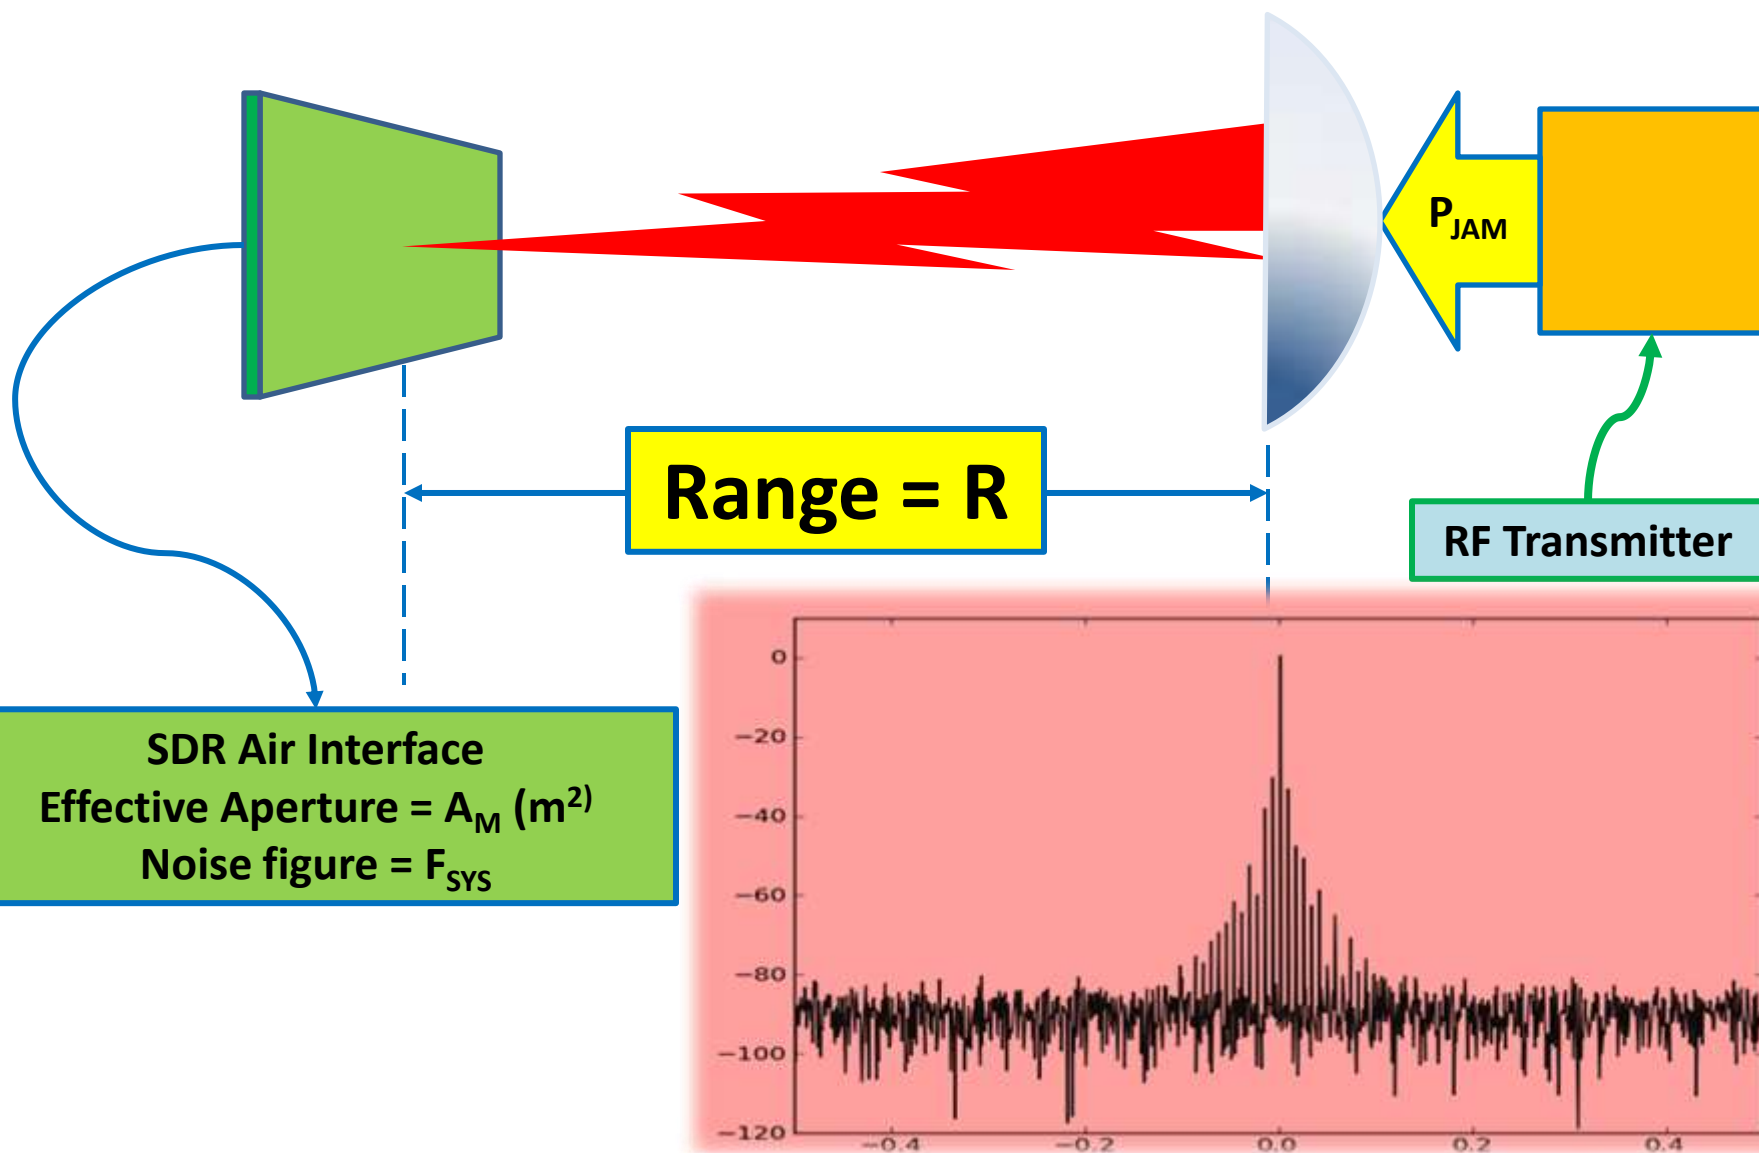 P_JAM
Range = R
RF Transmitter
SDR Air Interface
Effective Aperture = A_M (m²⁾
Noise figure = F_SYS
0
−20
−40
−60
−80
−100
−120
−0.4 −0.2 0.0 0.2 0.4